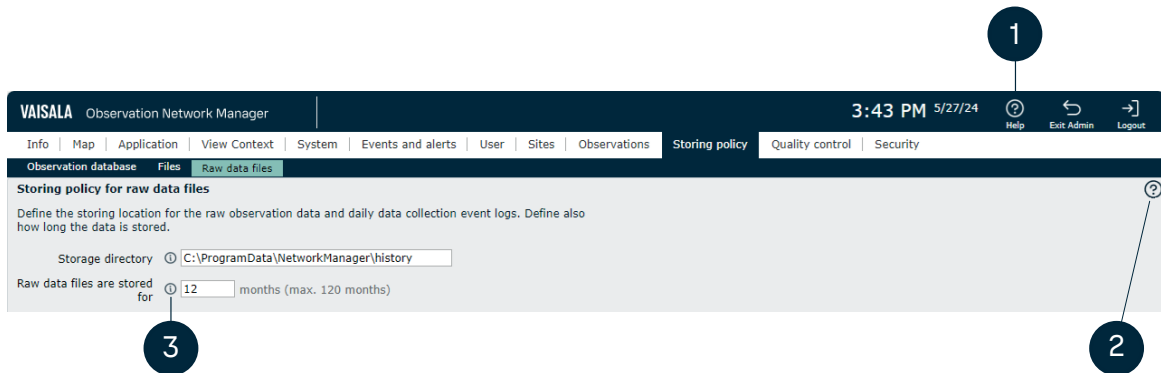 1
VAISALA Observation Network Manager 3:43 PM 5/27/24 Help Exit Admin Logout
Info Map Application View Context System Events and alerts User Sites Observations Storing policy Quality control Security
Observation database Files Raw data files
Storing policy for raw data files
Define the storing location for the raw observation data and daily data collection event logs. Define also
how long the data is stored.
Storage directory C:\ProgramData\NetworkManager\history
Raw data files are stored
for 12 months (max. 120 months)
3 2